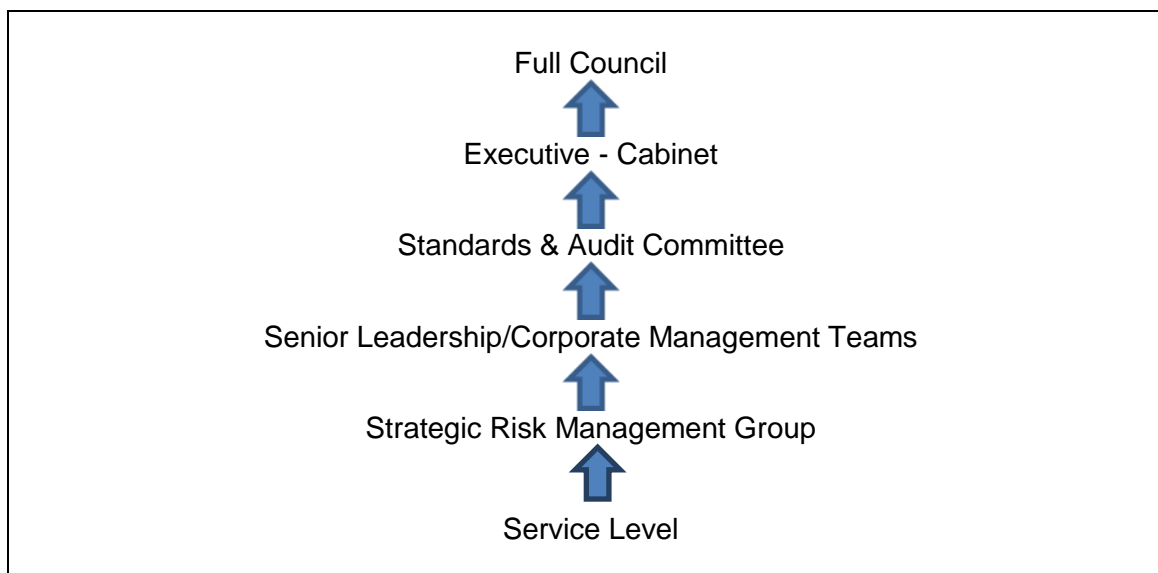 Full Council
Executive - Cabinet
Standards & Audit Committee
Senior Leadership/Corporate Management Teams
Strategic Risk Management Group
Service Level